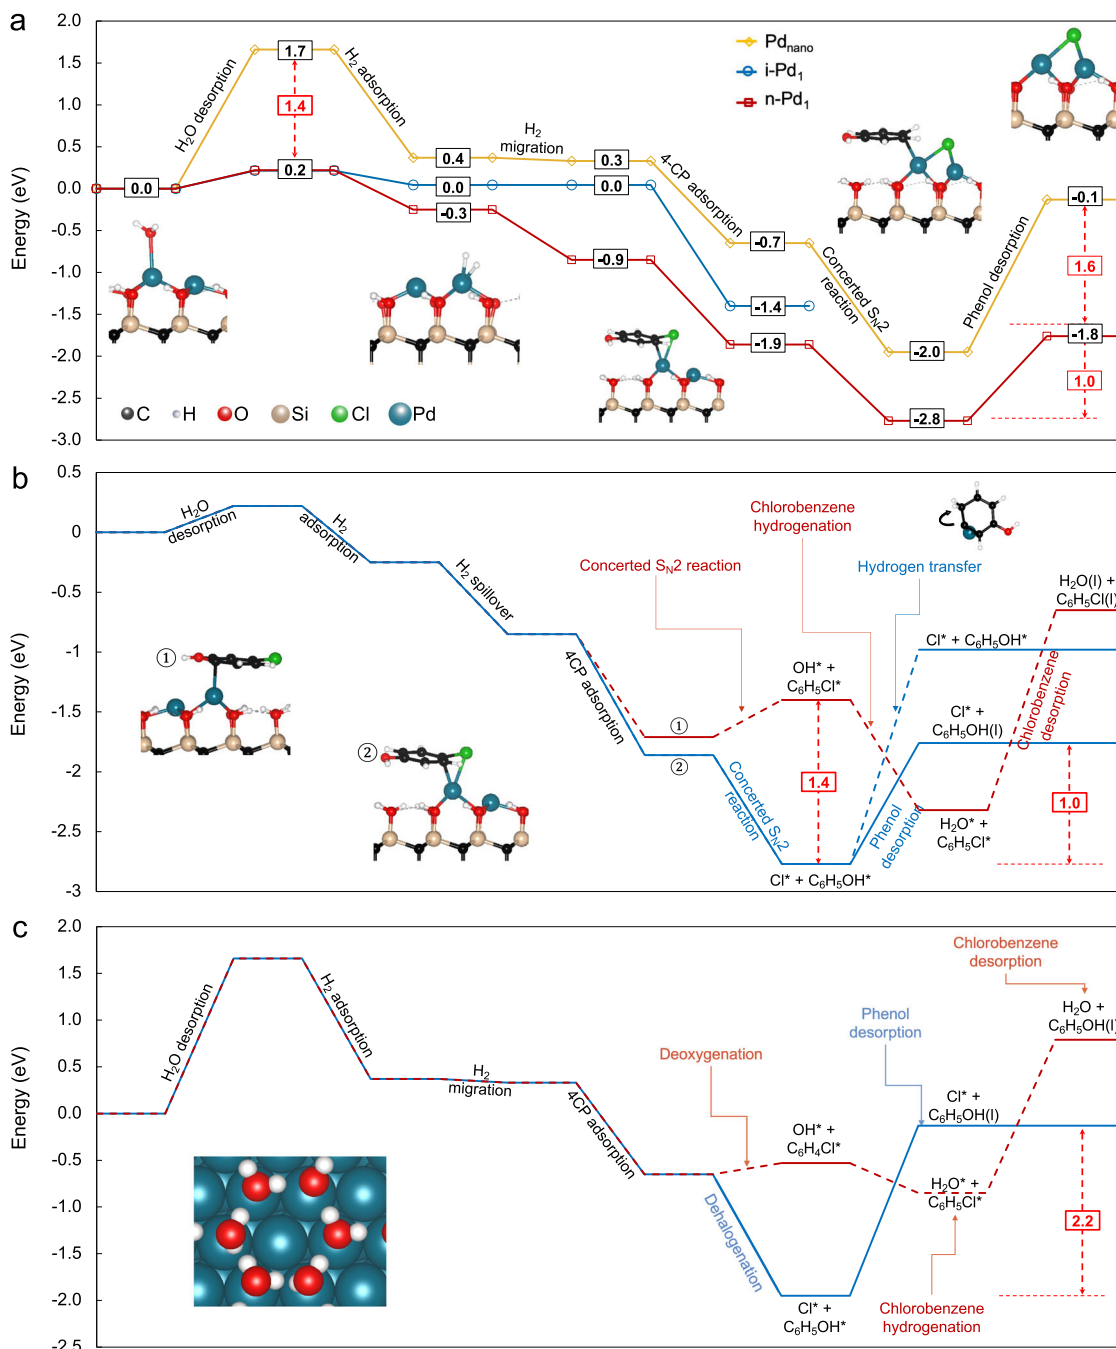 a
2.0
1.5
1.0
0.5
0.0
-0.5
-1.0
-1.5
-2.0
-2.5
-3.0
Energy (eV)
H₂O desorption
H₂ adsorption
H₂
migration
4-CP adsorption
Concerted Sₙ2
reaction
Phenol desorption
Pd_nano
i-Pd₁
n-Pd₁
0.0
1.7
1.4
0.2
0.4
0.0
-0.3
0.3
0.0
-0.9
-0.7
-1.4
-1.9
-2.0
-2.8
-0.1
1.6
-1.8
1.0
C
H
O
Si
Cl
Pd
b
0.5
0
-0.5
-1
-1.5
-2
-2.5
-3
Energy (eV)
H₂O
desorption
H₂
adsorption
H₂ spillover
4CP adsorption
Concerted Sₙ2 reaction
Chlorobenzene
hydrogenation
Hydrogen transfer
①
②
①
②
OH* +
C₆H₅Cl*
1.4
Concerted Sₙ2
reaction
Cl* + C₆H₅OH*
Phenol
desorption
Cl* + C₆H₅OH*
Cl* +
C₆H₅OH(l)
H₂O* +
C₆H₅Cl*
H₂O(l) +
C₆H₅Cl(l)
Chlorobenzene
desorption
1.0
c
2.0
1.5
1.0
0.5
0.0
-0.5
-1.0
-1.5
-2.0
-2.5
Energy (eV)
H₂O desorption
H₂ adsorption
H₂
migration
4CP adsorption
Deoxygenation
Dehalogenation
OH* +
C₆H₄Cl*
Cl* +
C₆H₅OH*
Phenol
desorption
Cl* +
C₆H₅OH(l)
H₂O* +
C₆H₅Cl*
Chlorobenzene
hydrogenation
Chlorobenzene
desorption
H₂O +
C₆H₅OH(l)
2.2